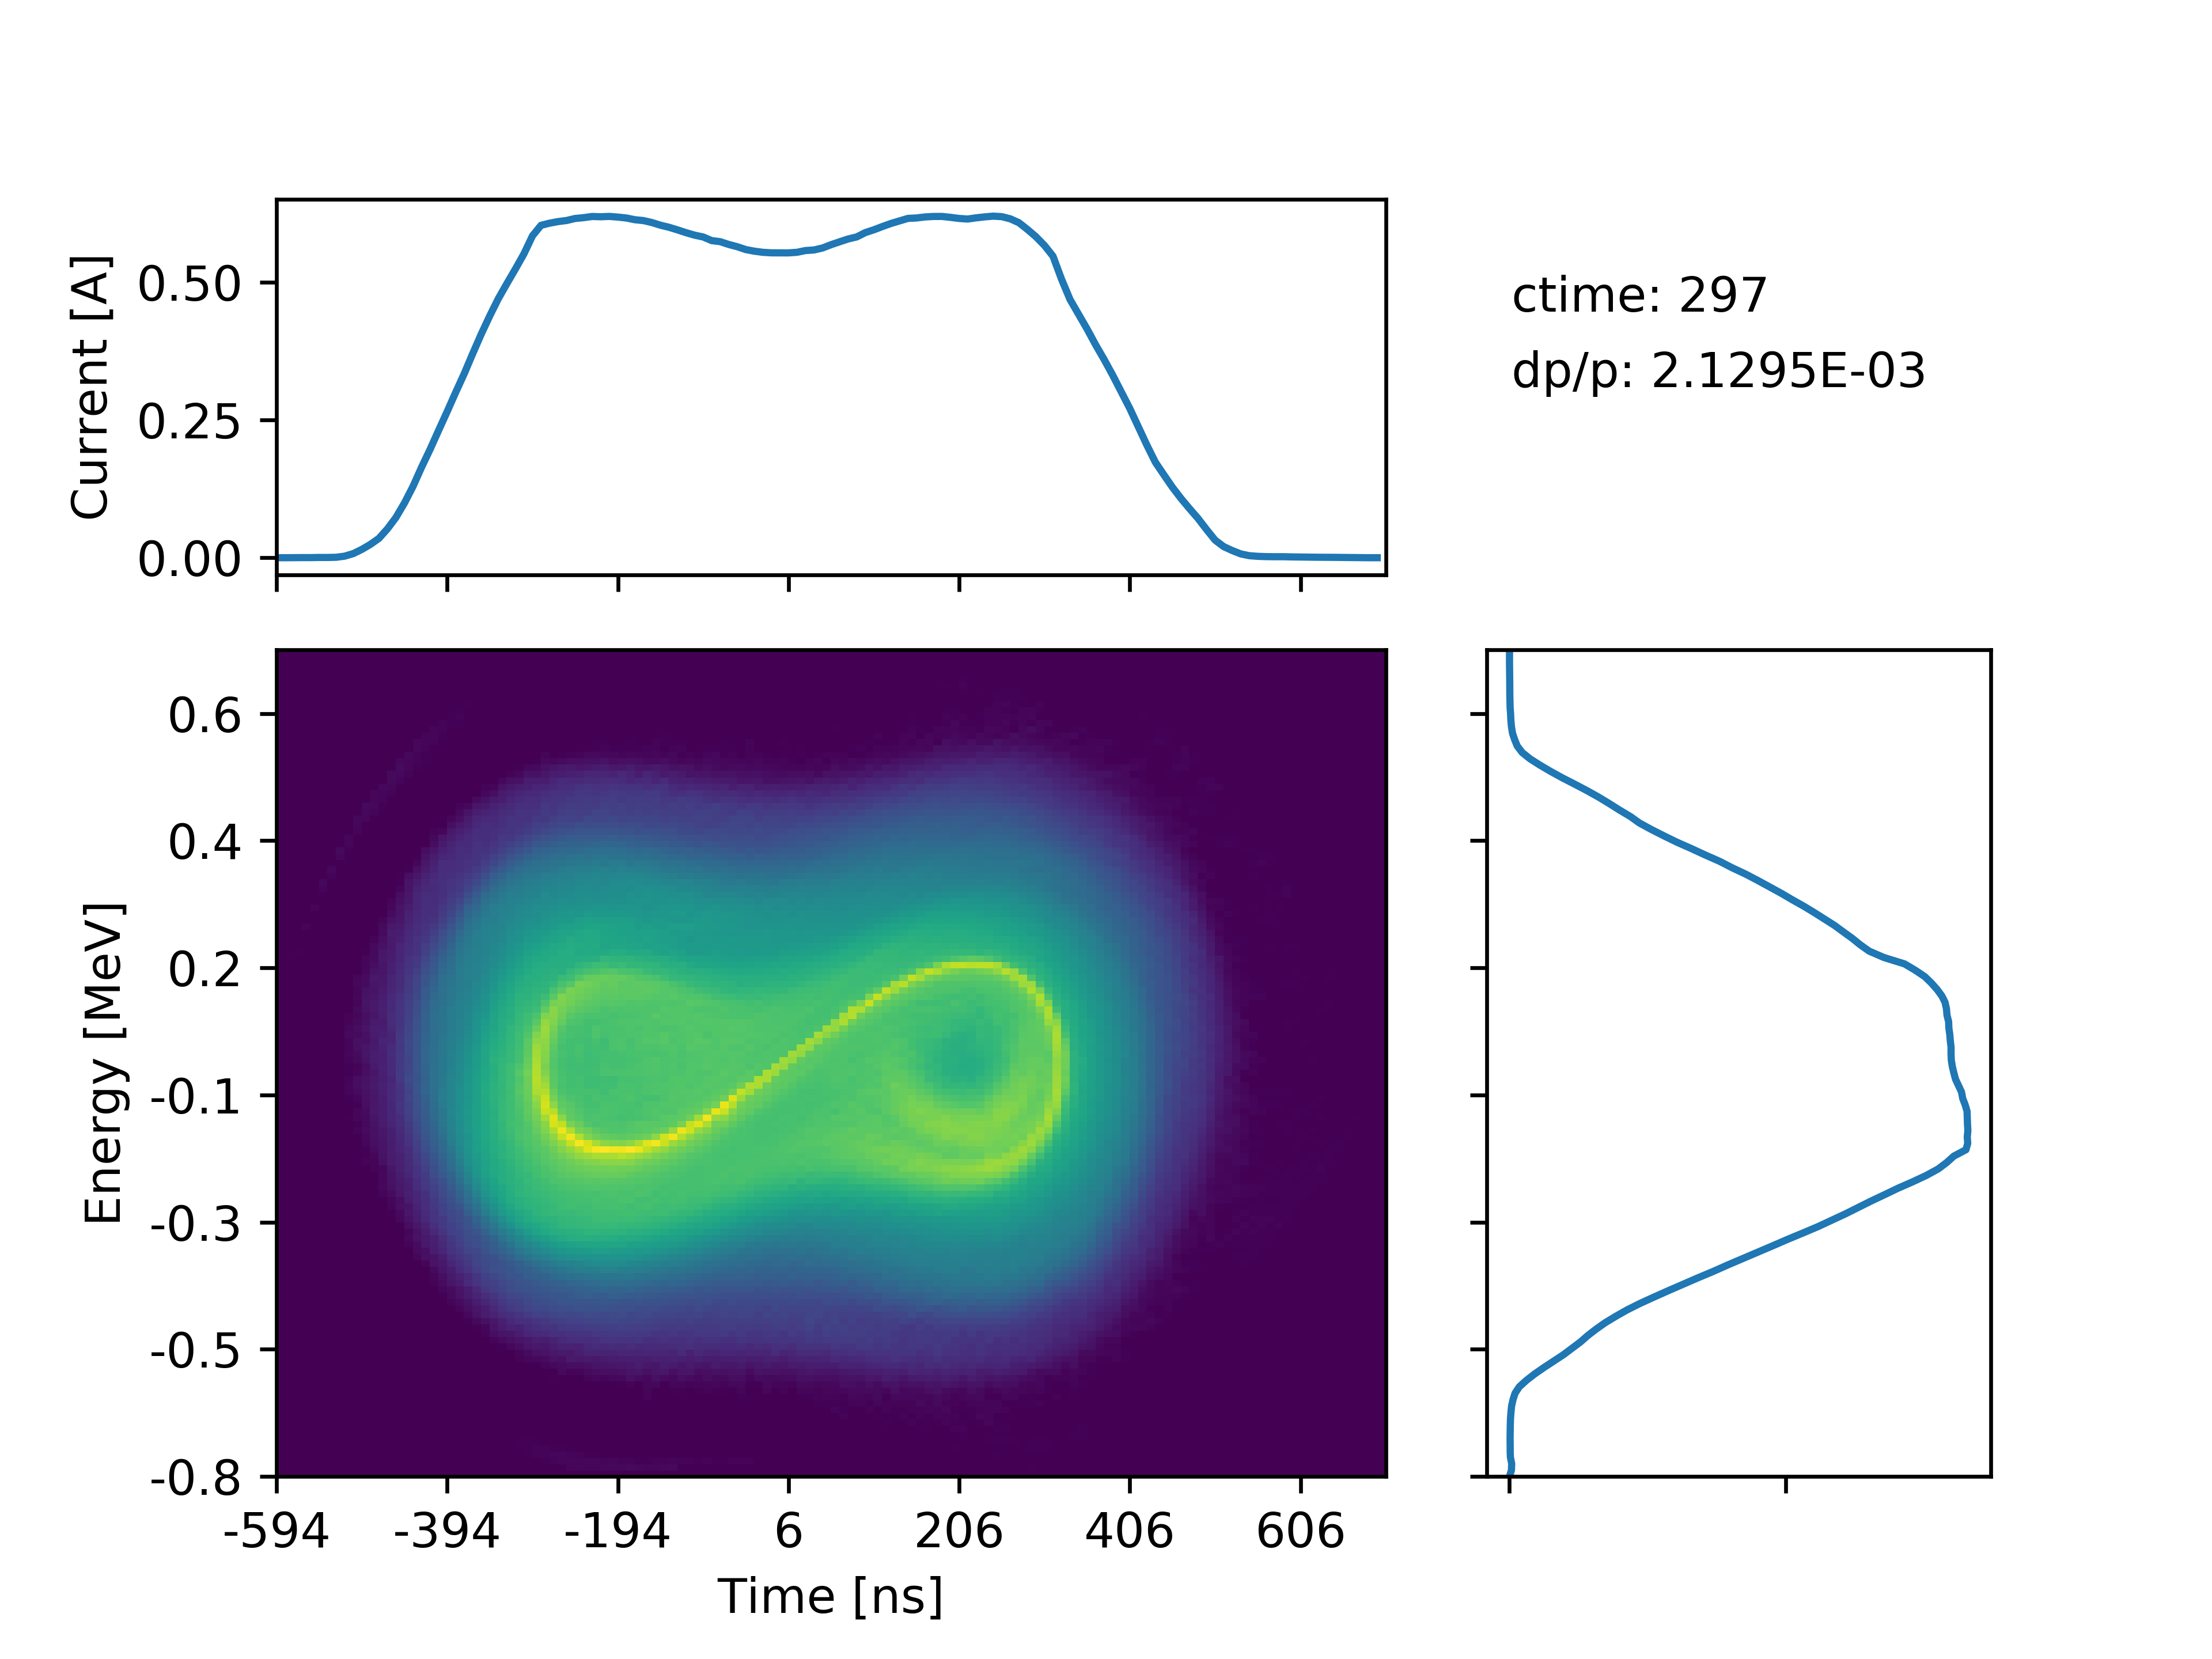 Current [A]
0.50
0.25
0.00
ctime: 297
dp/p: 2.1295E-03
Energy [MeV]
0.6
0.4
0.2
-0.1
-0.3
-0.5
-0.8
-594 -394 -194 6 206 406 606
Time [ns]